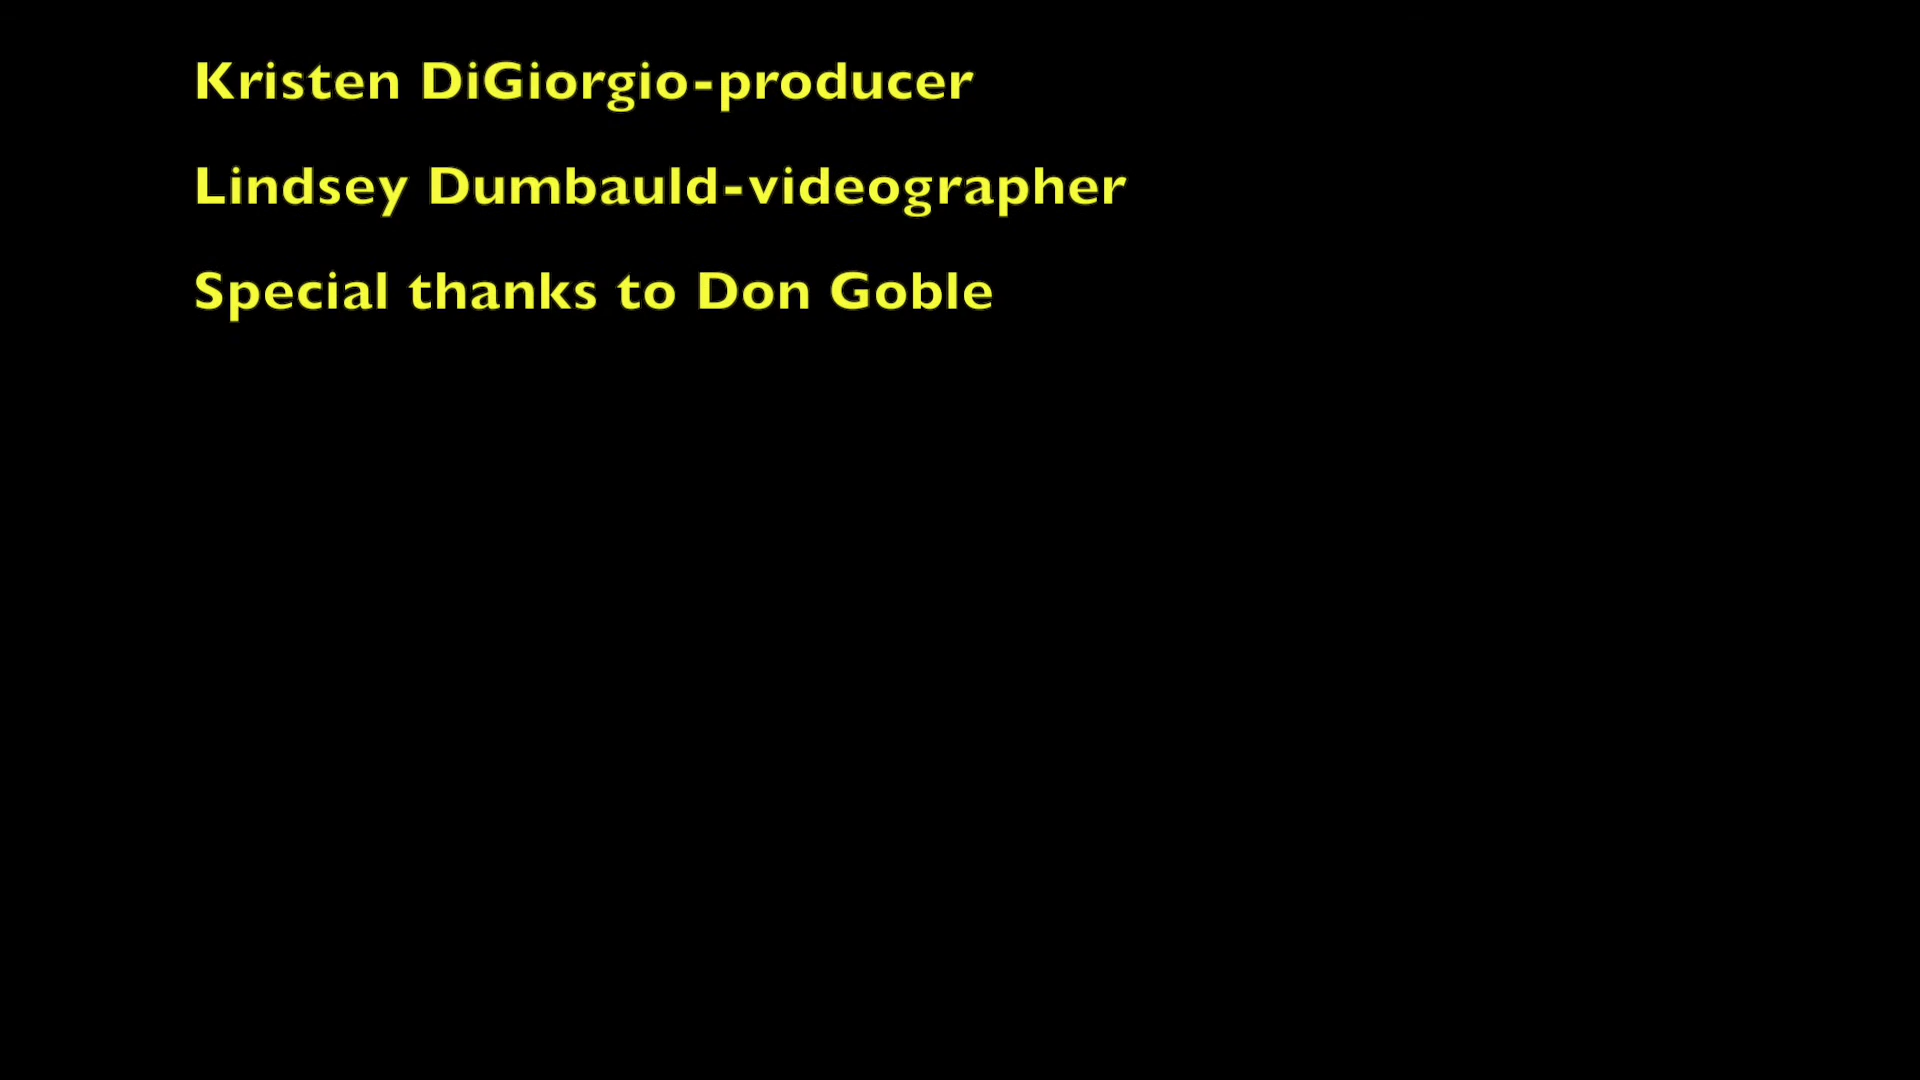 Kristen DiGiorgio-producer
Lindsey Dumbauld-videographer
Special thanks to Don Goble